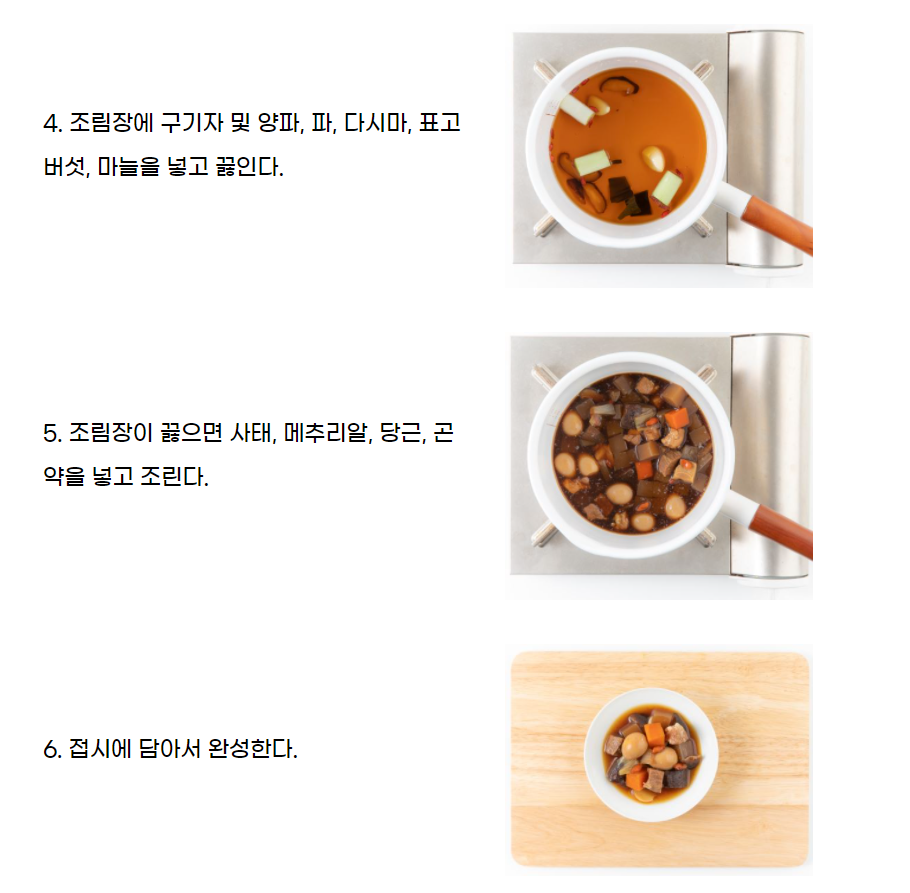 4. 조림장에 구기자 및 양파, 파, 다시마, 표고
버섯, 마늘을 넣고 끓인다.
5. 조림장이 끓으면 사태, 메추리알, 당근, 곤
약을 넣고 조린다.
6. 접시에 담아서 완성한다.